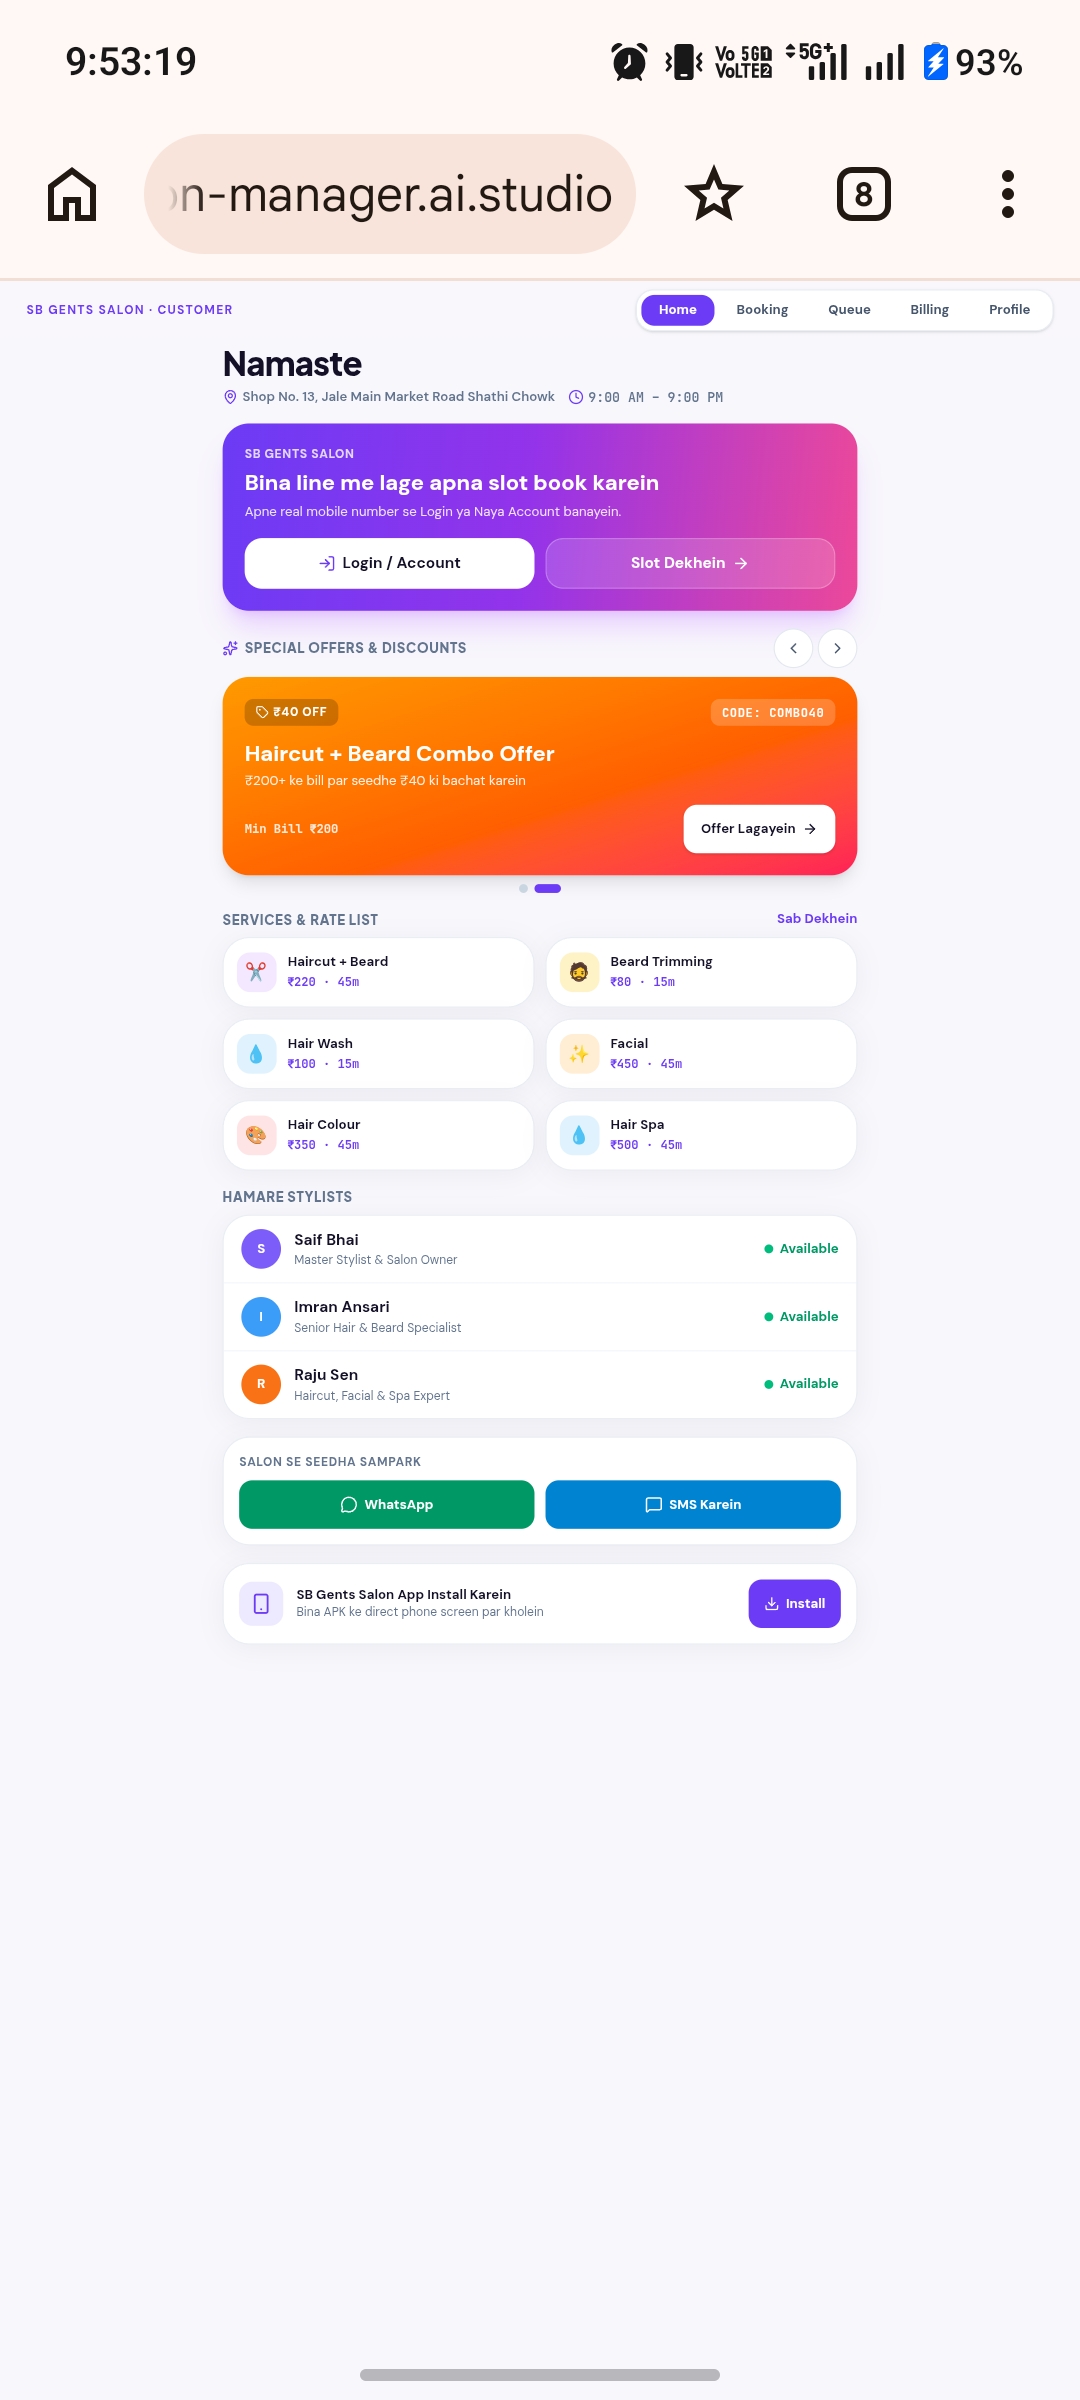 9:53:19
Vo 5G 1
VoLTE 2
5G+
93%
n-manager.ai.studio
8
SB GENTS SALON · CUSTOMER
Home
Booking
Queue
Billing
Profile
Namaste
Shop No. 13, Jale Main Market Road Shathi Chowk
9:00 AM – 9:00 PM
SB GENTS SALON
Bina line me lage apna slot book karein
Apne real mobile number se Login ya Naya Account banayein.
Login / Account
Slot Dekhein →
SPECIAL OFFERS & DISCOUNTS
₹40 OFF
CODE: COMBO40
Haircut + Beard Combo Offer
₹200+ ke bill par seedhe ₹40 ki bachat karein
Min Bill ₹200
Offer Lagayein →
SERVICES & RATE LIST
Sab Dekhein
Haircut + Beard
₹220 · 45m
Beard Trimming
₹80 · 15m
Hair Wash
₹100 · 15m
Facial
₹450 · 45m
Hair Colour
₹350 · 45m
Hair Spa
₹500 · 45m
HAMARE STYLISTS
S
Saif Bhai
Master Stylist & Salon Owner
Available
I
Imran Ansari
Senior Hair & Beard Specialist
Available
R
Raju Sen
Haircut, Facial & Spa Expert
Available
SALON SE SEEDHA SAMPARK
WhatsApp
SMS Karein
SB Gents Salon App Install Karein
Bina APK ke direct phone screen par kholein
Install